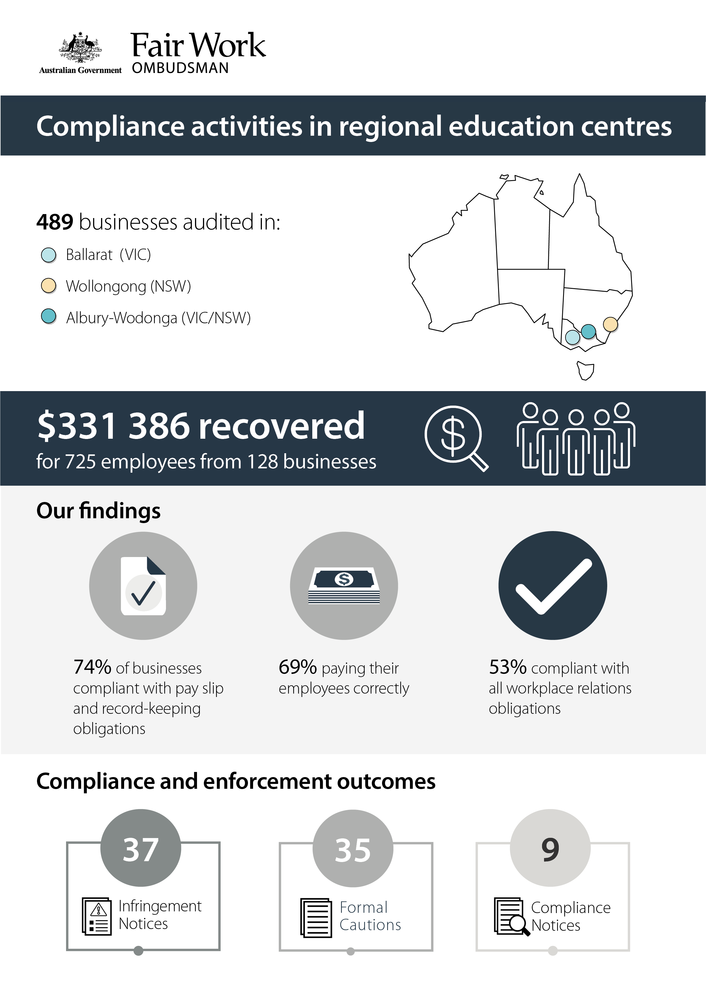 Australian Government
Fair Work
OMBUDSMAN
Compliance activities in regional education centres
489 businesses audited in:
Ballarat (VIC)
Wollongong (NSW)
Albury-Wodonga (VIC/NSW)
$331 386 recovered
for 725 employees from 128 businesses
Our findings
74% of businesses
compliant with pay slip
and record-keeping
obligations
69% paying their
employees correctly
53% compliant with
all workplace relations
obligations
Compliance and enforcement outcomes
37
Infringement
Notices
35
Formal
Cautions
9
Compliance
Notices